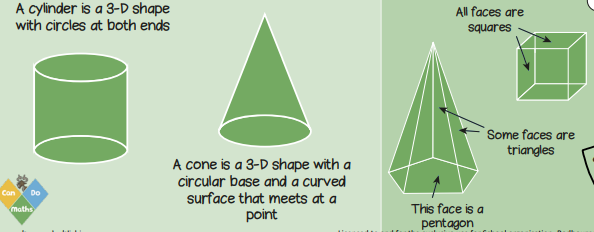 A cylinder is a 3-D shape
with circles at both ends
A cone is a 3-D shape with a
circular base and a curved
surface that meets at a
point
All faces are
squares
Some faces are
triangles
This face is a
pentagon
Can Do
maths